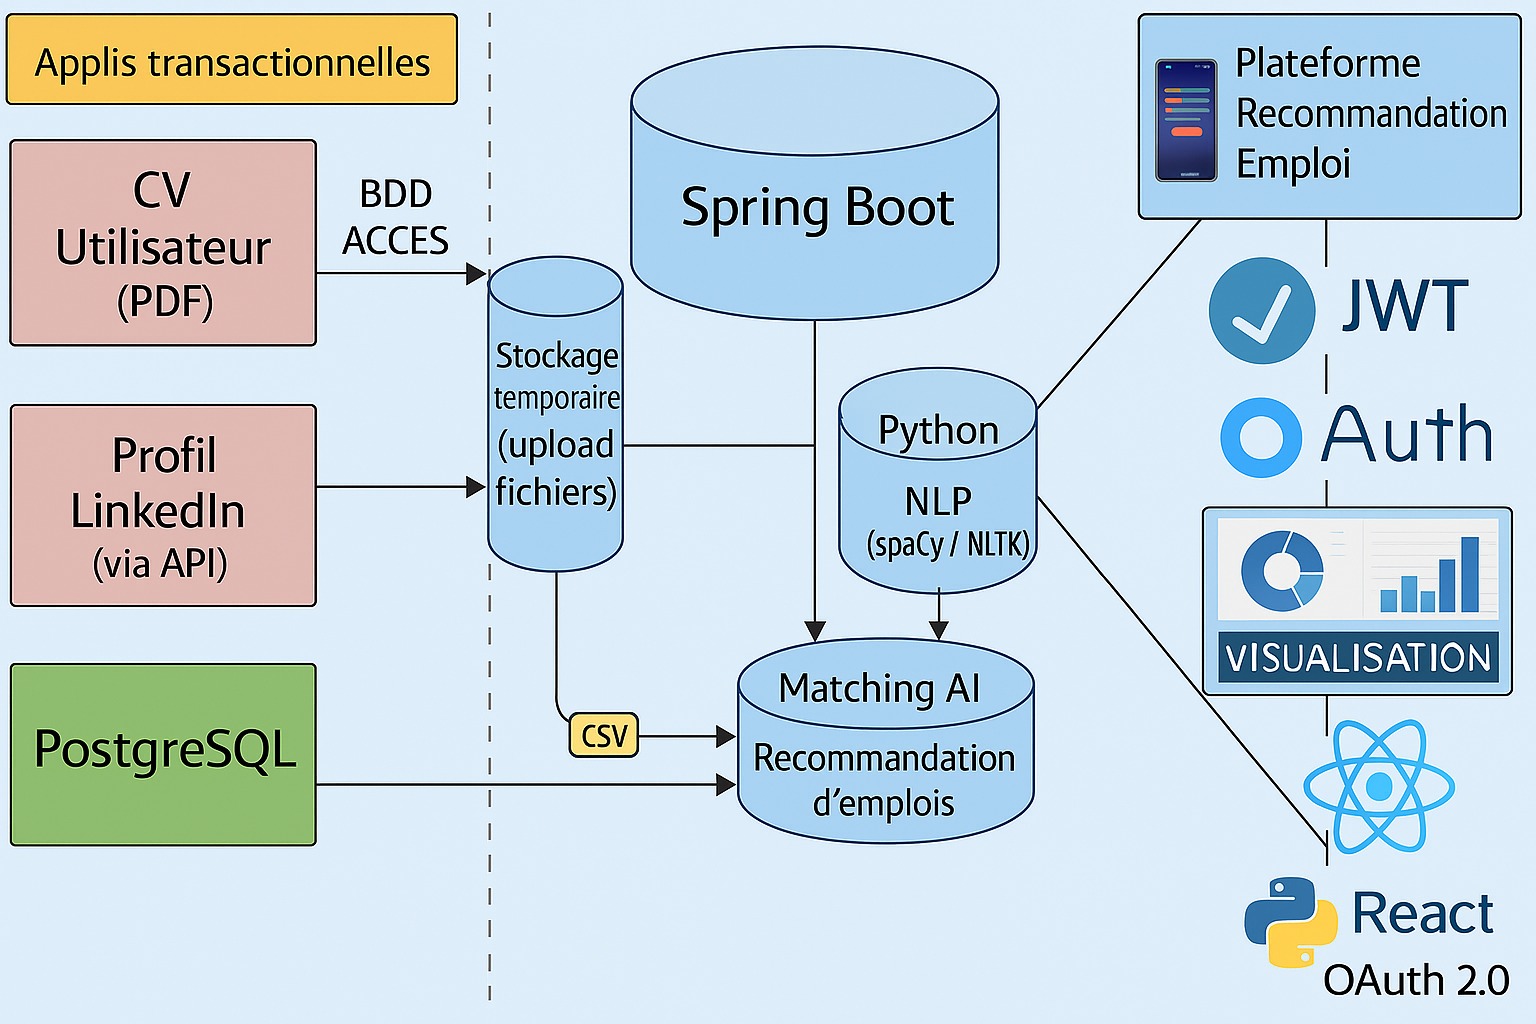 Applis transactionnelles
CV
Utilisateur
(PDF)
BDD
ACCES
Profil
LinkedIn
(via API)
PostgreSQL
Stockage
temporaire
(upload
fichiers)
CSV
Spring Boot
Python
NLP
(spaCy / NLTK)
Matching AI
Recommandation
d’emplois
Plateforme
Recommandation
Emploi
JWT
Auth
VISUALISATION
React
OAuth 2.0